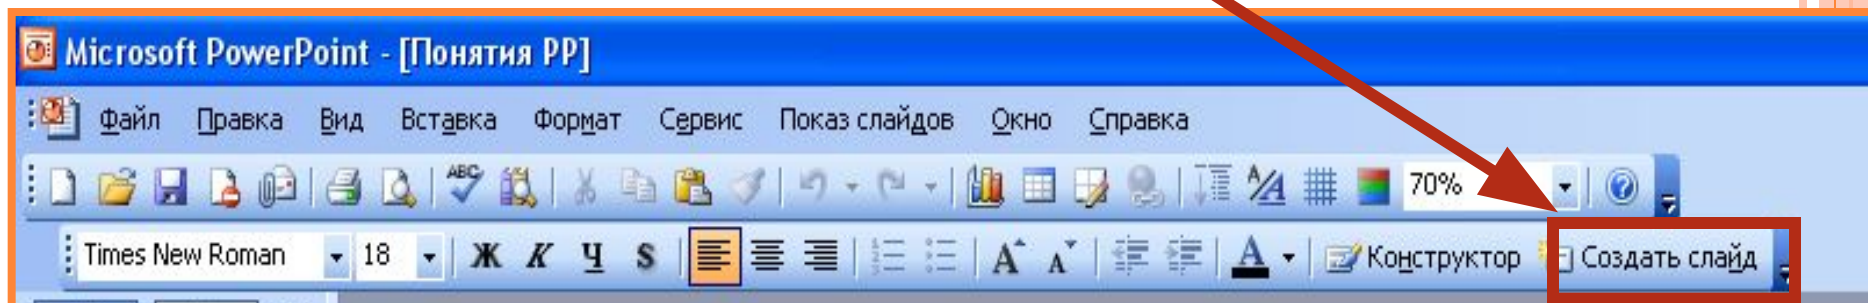 Microsoft PowerPoint - [Понятия PP]
Файл Правка Вид Вставка Формат Сервис Показ слайдов Окно Справка
ABC A A 70%
Times New Roman 18 Ж К Ч S A A A Конструктор Создать слайд